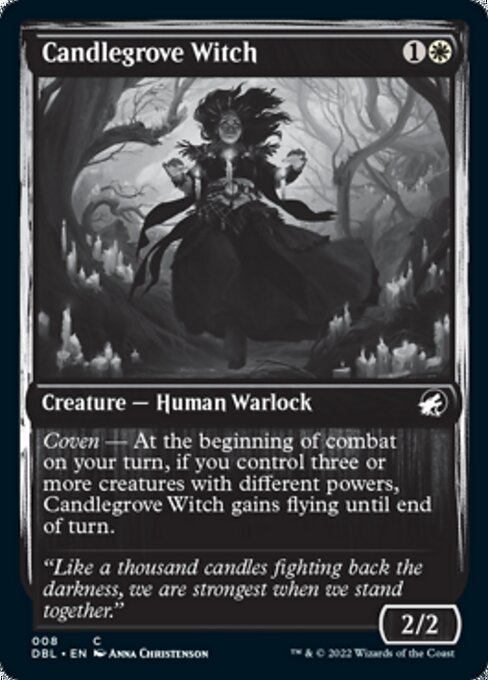 Candlegrove Witch 1
Creature — Human Warlock
Coven — At the beginning of combat
on your turn, if you control three or
more creatures with different powers,
Candlegrove Witch gains flying until end
of turn.
“Like a thousand candles fighting back the
darkness, we are strongest when we stand
together.”
2/2
008 C
DBL • EN Anna Christenson ™ & © 2022 Wizards of the Coast